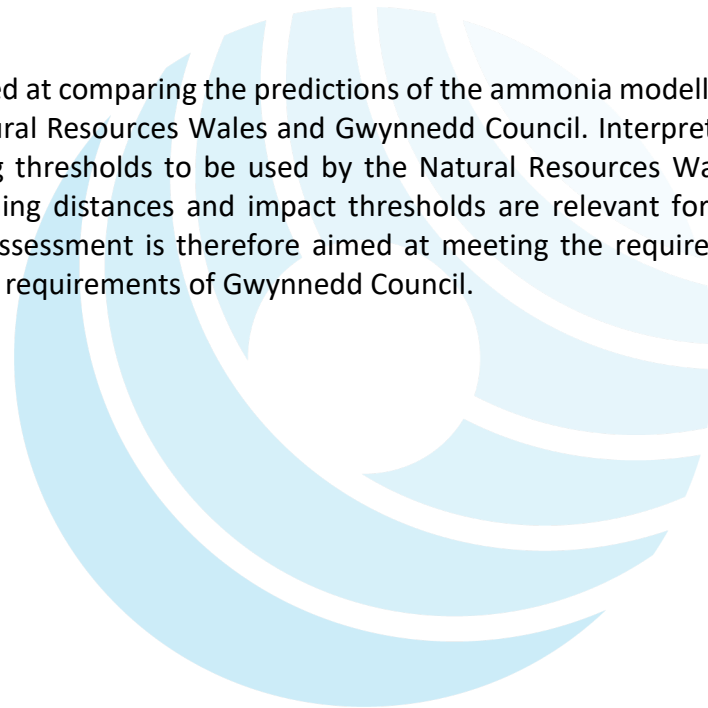 ed at comparing the predictions of the ammonia modell
ural Resources Wales and Gwynnedd Council. Interpret
g thresholds to be used by the Natural Resources Wa
ing distances and impact thresholds are relevant for
ssessment is therefore aimed at meeting the require
requirements of Gwynnedd Council.